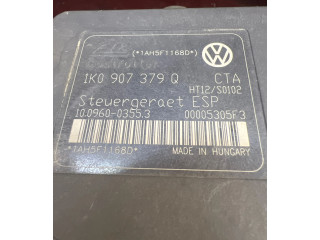 (*1AH5F1168D*)
1K0 907 379 Q CTA
HT12/S0102
Steuergeraet ESP
10.0960-0355.3 00005305F3
*1AH5F1168D* MADE IN HUNGARY